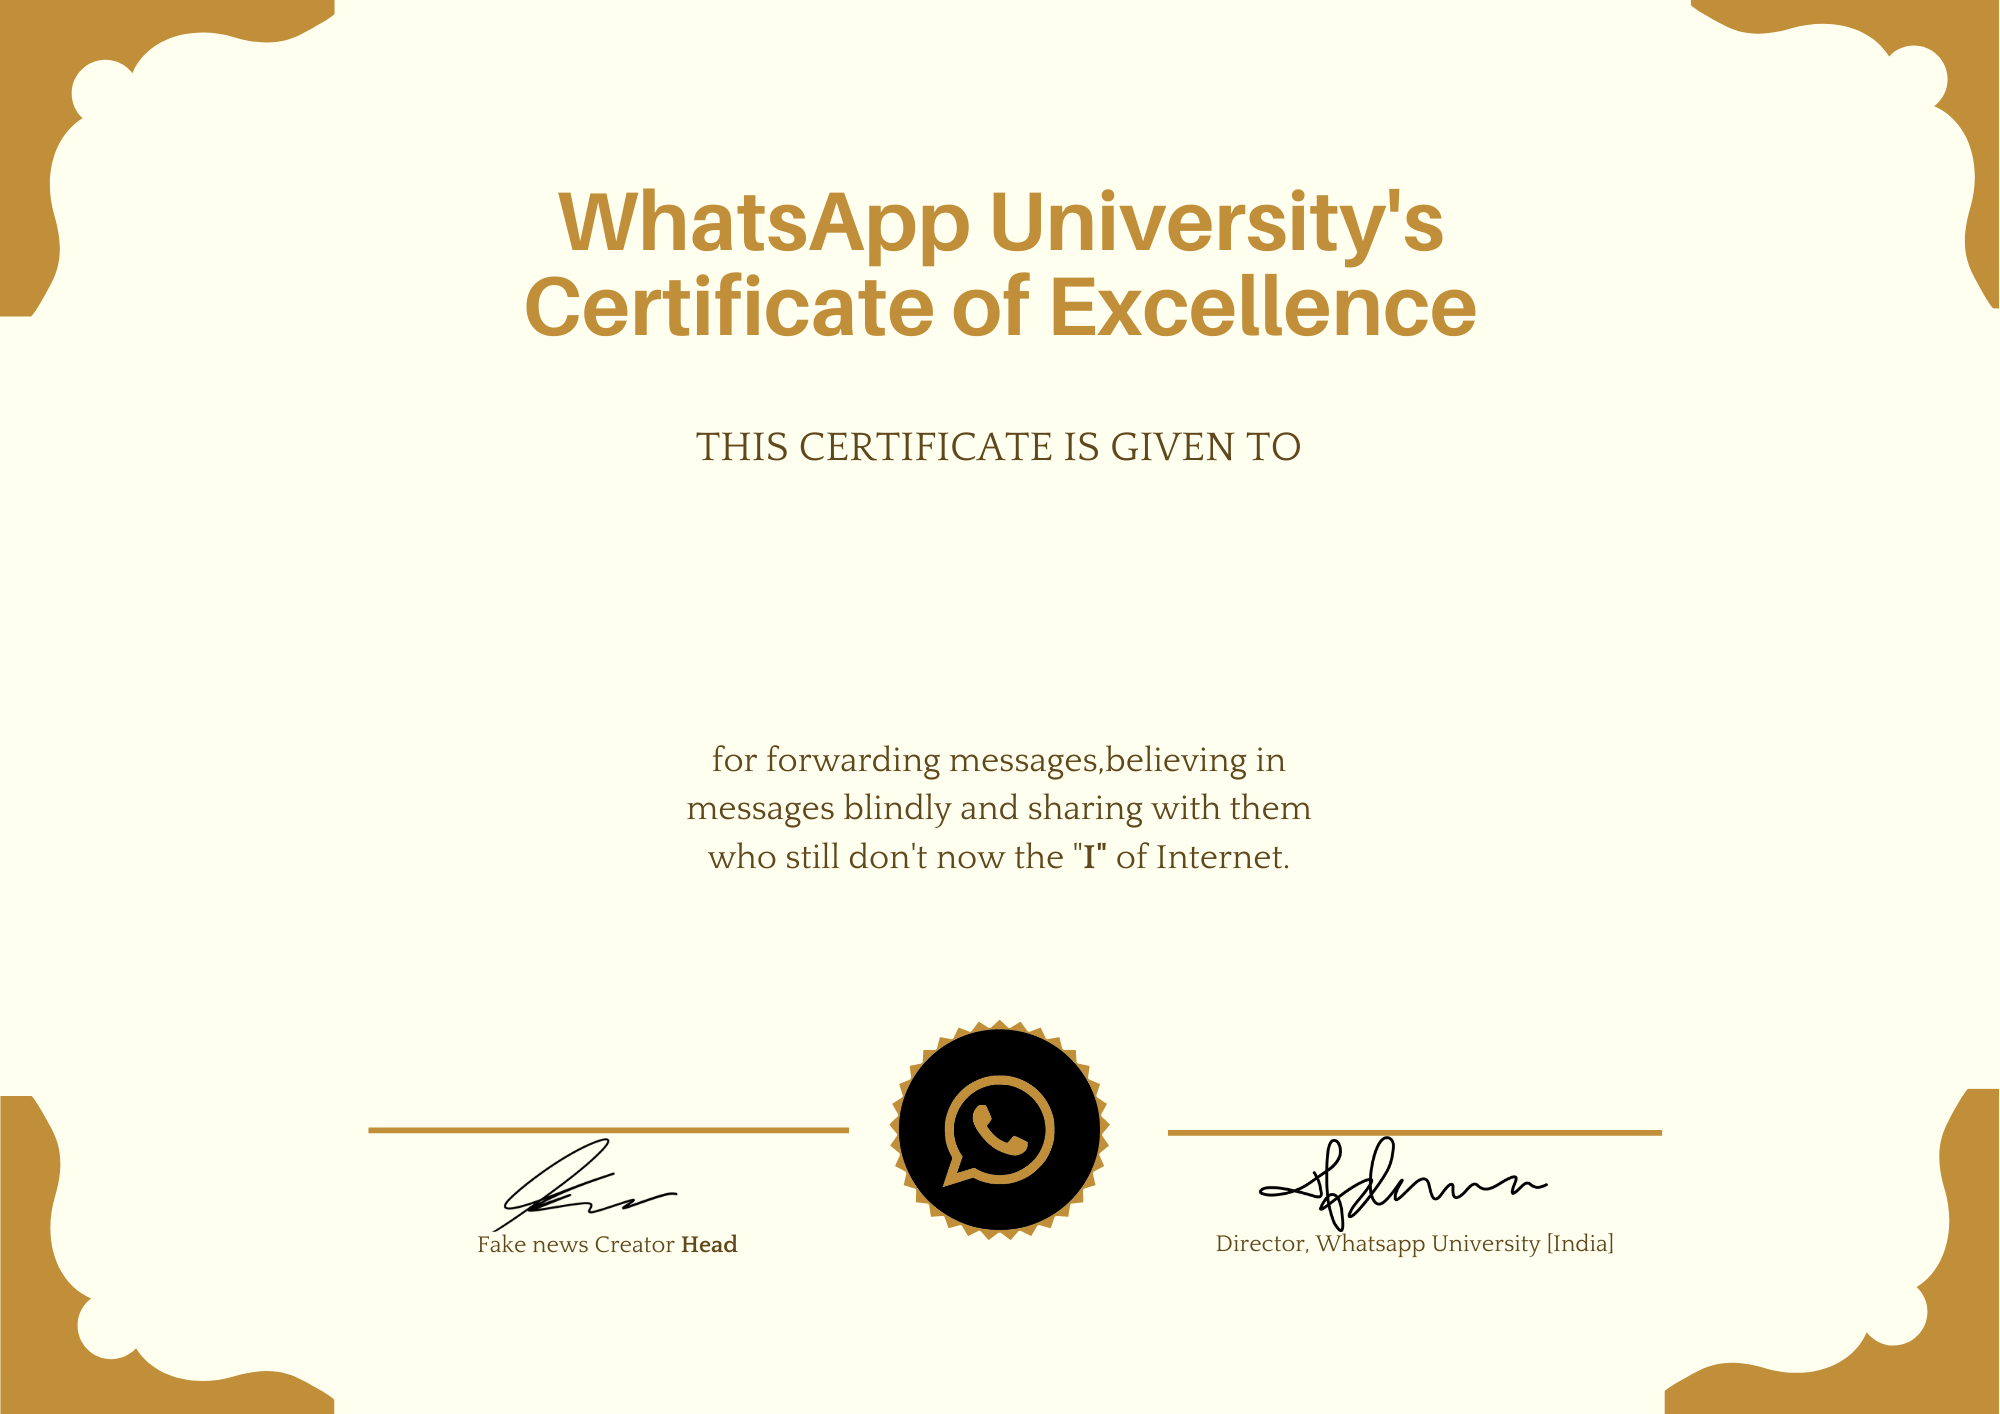 WhatsApp University's
Certificate of Excellence
THIS CERTIFICATE IS GIVEN TO
for forwarding messages,believing in
messages blindly and sharing with them
who still don't now the "I" of Internet.
Fake news Creator Head
Director, Whatsapp University [India]